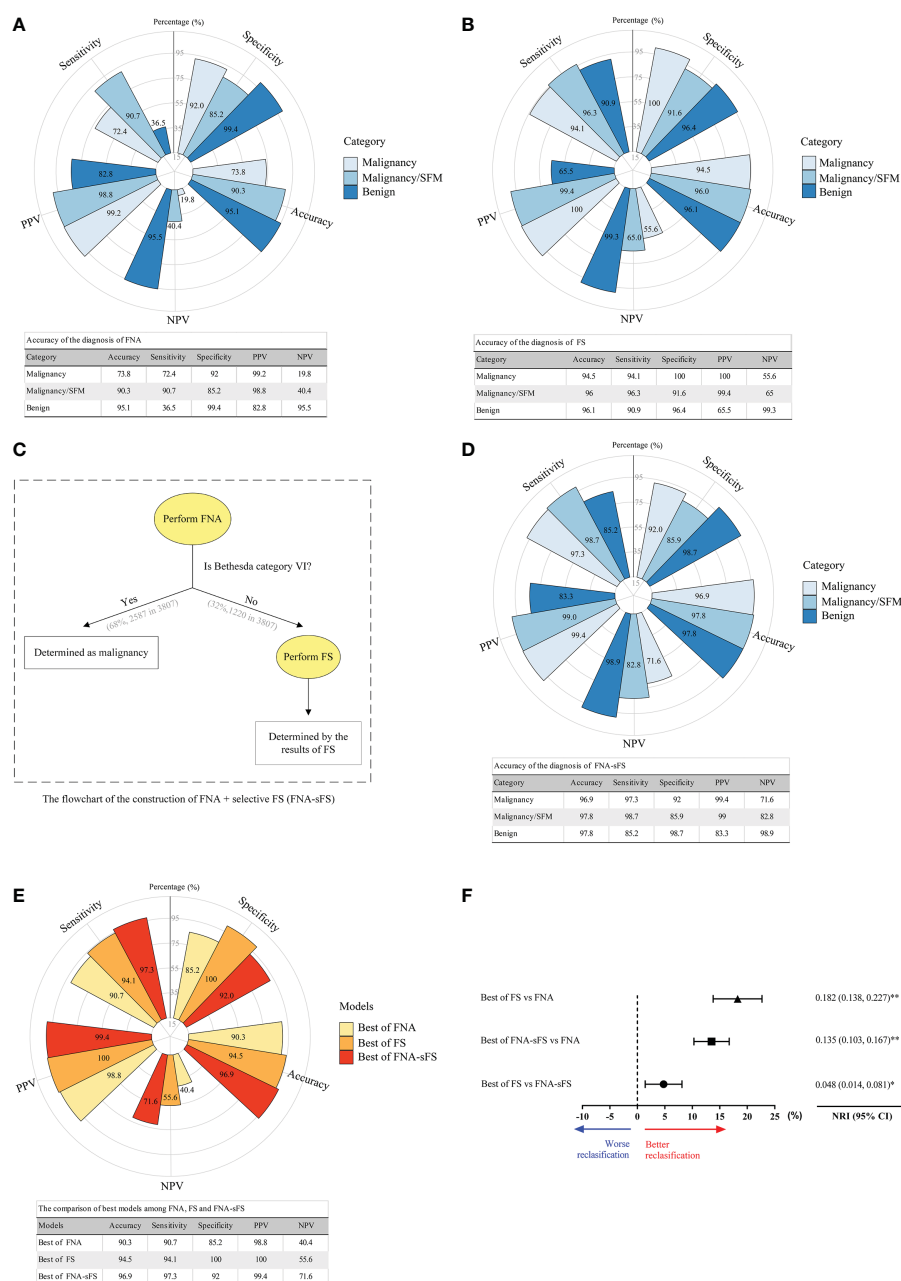 A
Percentage (%)
95
75
55
35
15
Sensitivity
Specificity
Accuracy
NPV
PPV
90.7
72.4
36.5
92.0
85.2
99.4
73.8
90.3
95.1
19.8
40.4
95.5
82.8
98.8
99.2
Category
Malignancy
Malignancy/SFM
Benign
Accuracy of the diagnosis of FNA
Category Accuracy Sensitivity Specificity PPV NPV
Malignancy 73.8 72.4 92 99.2 19.8
Malignancy/SFM 90.3 90.7 85.2 98.8 40.4
Benign 95.1 36.5 99.4 82.8 95.5
B
Percentage (%)
95
75
55
35
15
Sensitivity
Specificity
Accuracy
NPV
PPV
94.1
96.3
90.9
100
91.6
96.4
94.5
96.0
96.1
55.6
65.0
99.3
65.5
99.4
100
Category
Malignancy
Malignancy/SFM
Benign
Accuracy of the diagnosis of FS
Category Accuracy Sensitivity Specificity PPV NPV
Malignancy 94.5 94.1 100 100 55.6
Malignancy/SFM 96 96.3 91.6 99.4 65
Benign 96.1 90.9 96.4 65.5 99.3
C
Perform FNA
Is Bethesda category VI?
Yes
(68%, 2587 in 3807)
No
(32%,1220 in 3807)
Determined as malignancy
Perform FS
Determined by the
results of FS
The flowchart of the construction of FNA + selective FS (FNA-sFS)
D
Percentage (%)
95
75
55
35
15
Sensitivity
Specificity
Accuracy
NPV
PPV
97.3
98.7
85.2
92.0
85.9
98.7
96.9
97.8
97.8
71.6
82.8
98.9
83.3
99.0
99.4
Category
Malignancy
Malignancy/SFM
Benign
Accuracy of the diagnosis of FNA-sFS
Category Accuracy Sensitivity Specificity PPV NPV
Malignancy 96.9 97.3 92 99.4 71.6
Malignancy/SFM 97.8 98.7 85.9 99 82.8
Benign 97.8 85.2 98.7 83.3 98.9
E
Percentage (%)
95
75
55
35
15
Sensitivity
Specificity
Accuracy
NPV
PPV
90.7
94.1
97.3
85.2
100
92.0
90.3
94.5
96.9
40.4
55.6
71.6
99.4
100
98.8
Models
Best of FNA
Best of FS
Best of FNA-sFS
The comparison of best models among FNA, FS and FNA-sFS
Models Accuracy Sensitivity Specificity PPV NPV
Best of FNA 90.3 90.7 85.2 98.8 40.4
Best of FS 94.5 94.1 100 100 55.6
Best of FNA-sFS 96.9 97.3 92 99.4 71.6
F
Best of FS vs FNA 0.182 (0.138, 0.227)**
Best of FNA-sFS vs FNA 0.135 (0.103, 0.167)**
Best of FS vs FNA-sFS 0.048 (0.014, 0.081)*
-10 -5 0 5 10 15 20 25 (%) NRI (95% CI)
Worse
reclasification
Better
reclassification